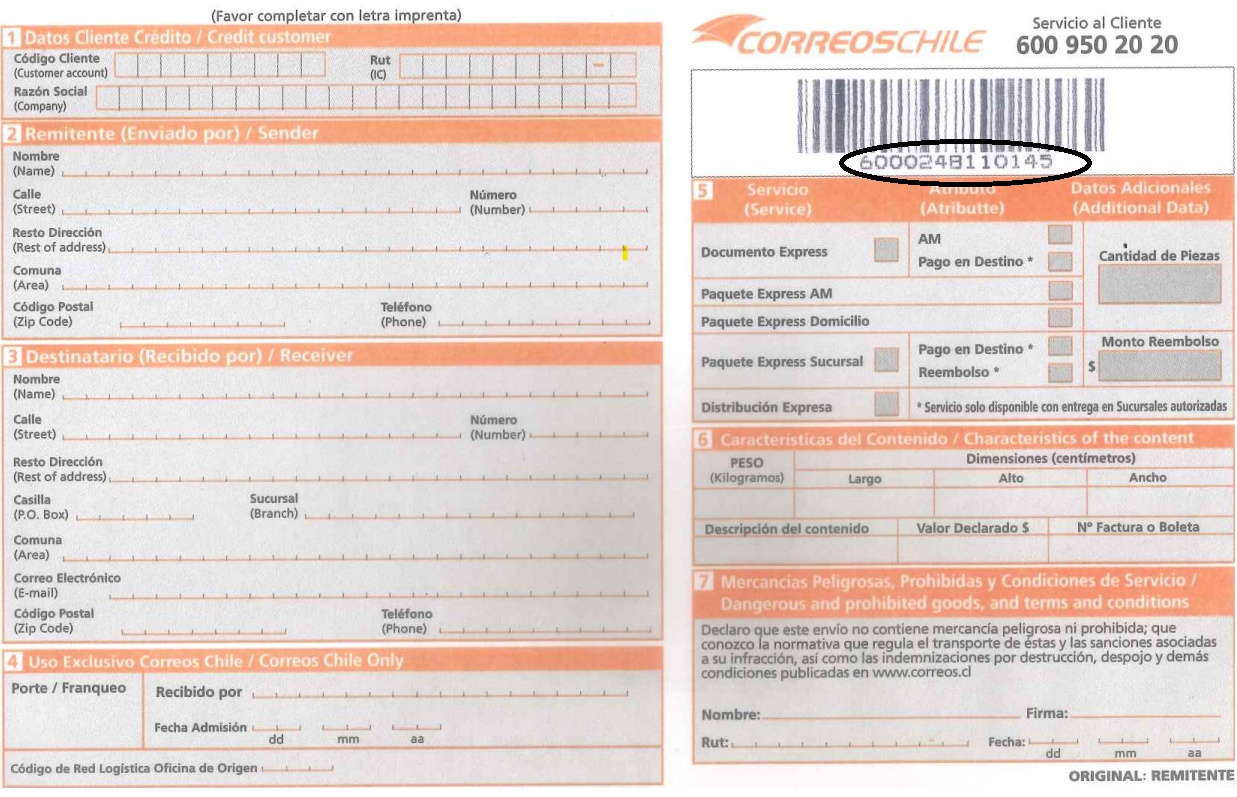 (Favor completar con letra imprenta)
1 Datos Cliente Crédito / Credit customer
Código Cliente
(Customer account)
Rut
(IC)
Razón Social
(Company)
2 Remitente (Enviado por) / Sender
Nombre
(Name)
Calle
(Street)
Número
(Number)
Resto Dirección
(Rest of address)
Comuna
(Area)
Código Postal
(Zip Code)
Teléfono
(Phone)
3 Destinatario (Recibido por) / Receiver
Nombre
(Name)
Calle
(Street)
Número
(Number)
Resto Dirección
(Rest of address)
Casilla
(P.O. Box)
Sucursal
(Branch)
Comuna
(Area)
Correo Electrónico
(E-mail)
Código Postal
(Zip Code)
Teléfono
(Phone)
4 Uso Exclusivo Correos Chile / Correos Chile Only
Porte / Franqueo
Recibido por
Fecha Admisión
dd mm aa
Código de Red Logística Oficina de Origen
CORREOSCHILE
Servicio al Cliente
600 950 20 20
6000248110145
5 Servicio
(Service)
Atributo
(Atributte)
Datos Adicionales
(Additional Data)
Documento Express
AM
Pago en Destino *
Cantidad de Piezas
Paquete Express AM
Paquete Express Domicilio
Paquete Express Sucursal
Pago en Destino *
Reembolso *
Monto Reembolso
$
Distribución Expresa
* Servicio solo disponible con entrega en Sucursales autorizadas
6 Características del Contenido / Characteristics of the content
PESO
(Kilogramos)
Dimensiones (centímetros)
Largo Alto Ancho
Descripción del contenido Valor Declarado $ Nº Factura o Boleta
7 Mercancías Peligrosas, Prohibidas y Condiciones de Servicio /
Dangerous and prohibited goods, and terms and conditions
Declaro que este envío no contiene mercancía peligrosa ni prohibida; que
conozco la normativa que regula el transporte de éstas y las sanciones asociadas
a su infracción, así como las indemnizaciones por destrucción, despojo y demás
condiciones publicadas en www.correos.cl
Nombre: Firma:
Rut: Fecha:
dd mm aa
ORIGINAL: REMITENTE